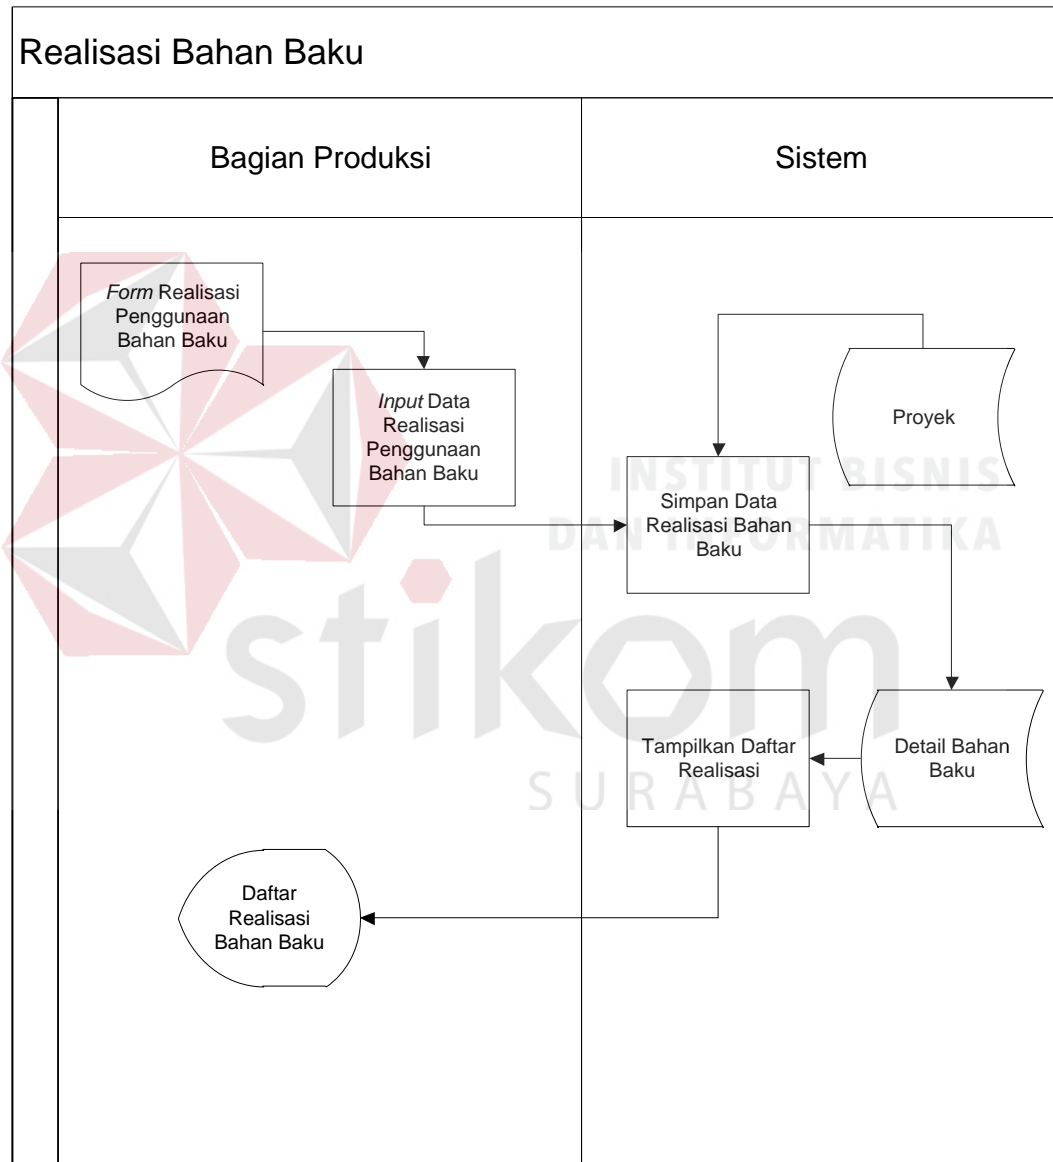 Realisasi Bahan Baku
Bagian Produksi
Sistem
Form Realisasi
Penggunaan
Bahan Baku
Input Data
Realisasi
Penggunaan
Bahan Baku
Proyek
Simpan Data
Realisasi Bahan
Baku
Tampilkan Daftar
Realisasi
Detail Bahan
Baku
Daftar
Realisasi
Bahan Baku
INSTITUT BISNIS
DAN INFORMATIKA
stikom
SURABAYA